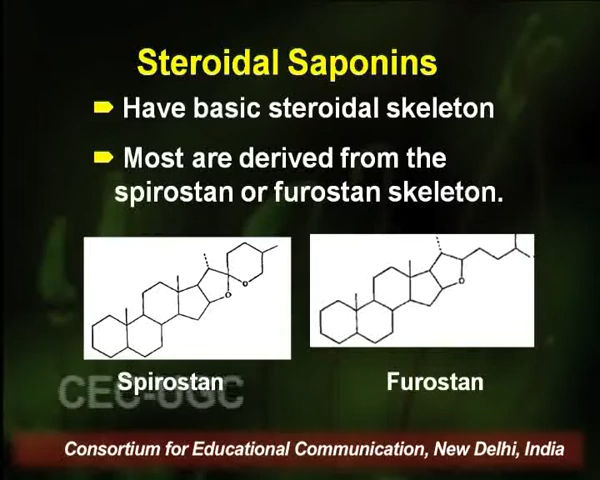 Steroidal Saponins
Have basic steroidal skeleton
Most are derived from the
spirostan or furostan skeleton.
O
O
O
Spirostan
Furostan
CEC-UGC
Consortium for Educational Communication, New Delhi, India